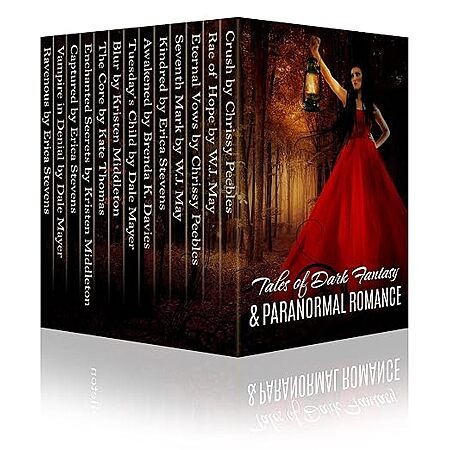 Ravenous by Erica Stevens
Vampire in Denial by Dale Mayer
Captured by Erica Stevens
Enchanted Secrets by Kristen Middleton
The Core by Kate Thomas
Blur by Kristen Middleton
Tuesday's Child by Dale Mayer
Awakened by Brenda K. Davies
Kindred by Erica Stevens
Seventh Mark by W.J. May
Eternal Vows by Chrissy Peebles
Rae of Hope by W.J. May
Crush by Chrissy Peebles
Tales of Dark Fantasy
& PARANORMAL ROMANCE